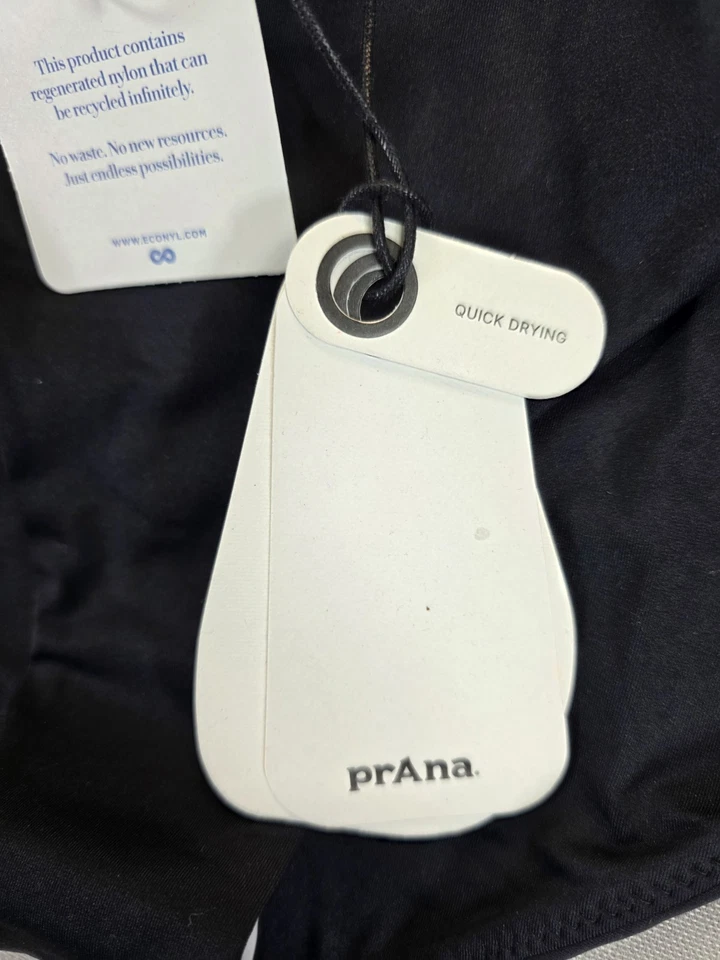 This product contains
regenerated nylon that can
be recycled infinitely.
No waste. No new resources.
Just endless possibilities.
WWW.ECONYL.COM
QUICK DRYING
prAna.